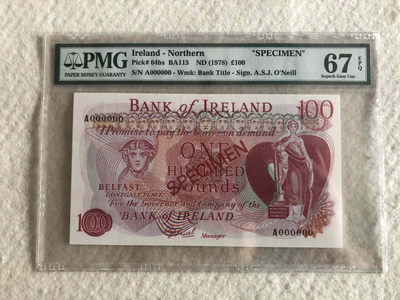 PMG
PAPER MONEY GUARANTY
Ireland - Northern "SPECIMEN"
Pick# 64bs BA115 ND (1978) £100
S/N A000000 - Wmk: Bank Title - Sign. A.S.J. O'Neill
67 EPQ
Superb Gem Unc
BANK OF IRELAND 100
A000000
I Promise to pay the Bearer on demand
ONE
HUNDRED
Pounds
SPECIMEN
BELFAST
DONEGALL PLACE
For the Governor and Company of the
BANK OF IRELAND
100
Manager
A000000